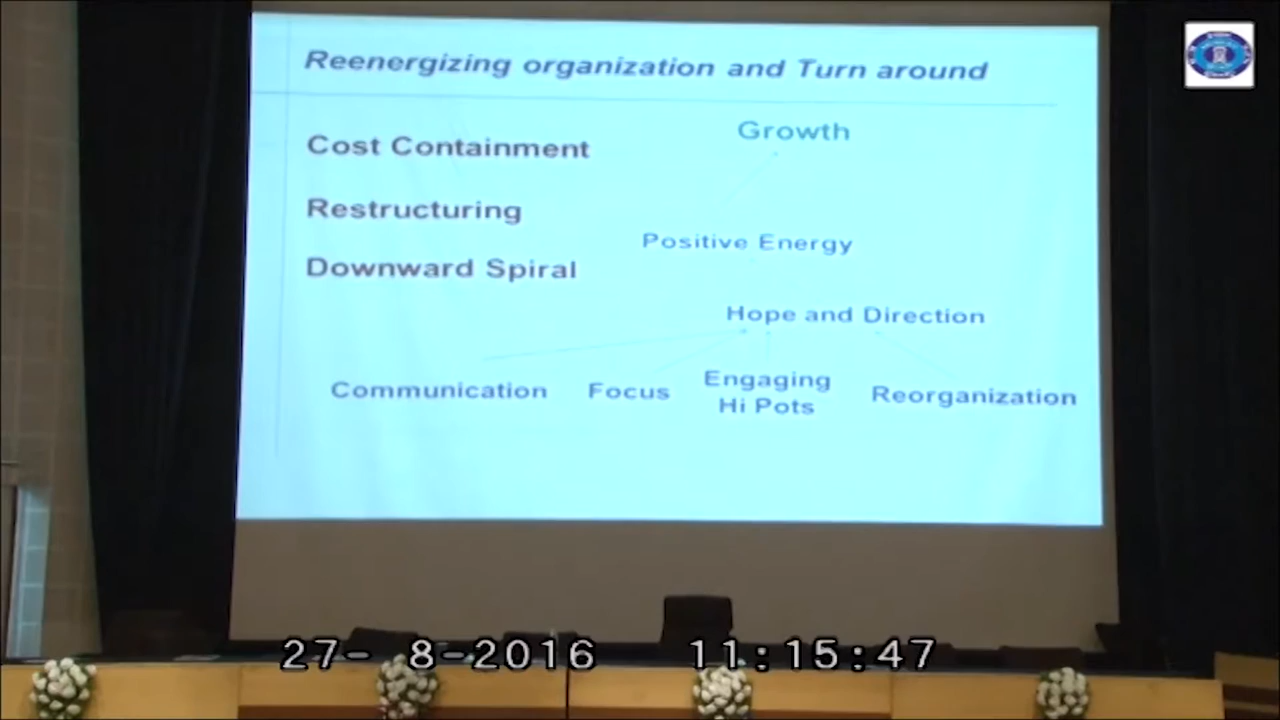 Reenergizing organization and Turn around
Growth
Cost Containment
Restructuring
Positive Energy
Downward Spiral
Hope and Direction
Communication
Focus
Engaging
Hi Pots
Reorganization
27- 8-2016 11:15:47